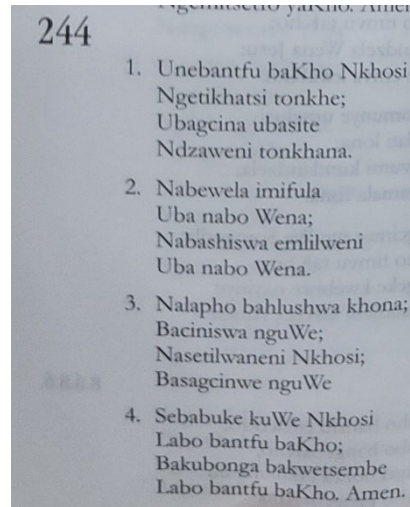 yaKho. Amen
244
1. Unebantfu baKho Nkhosi
Ngetikhatsi tonkhe;
Ubagcina ubasite
Ndzaweni tonkhana.
2. Nabewela imifula
Uba nabo Wena;
Nabashiswa emlilweni
Uba nabo Wena.
3. Nalapho bahlushwa khona;
Baciniswa nguWe;
Nasetilwaneni Nkhosi;
Basagcinwe nguWe
4. Sebabuke kuWe Nkhosi
Labo bantfu baKho;
Bakubonga bakwetsembe
Labo bantfu baKho. Amen.